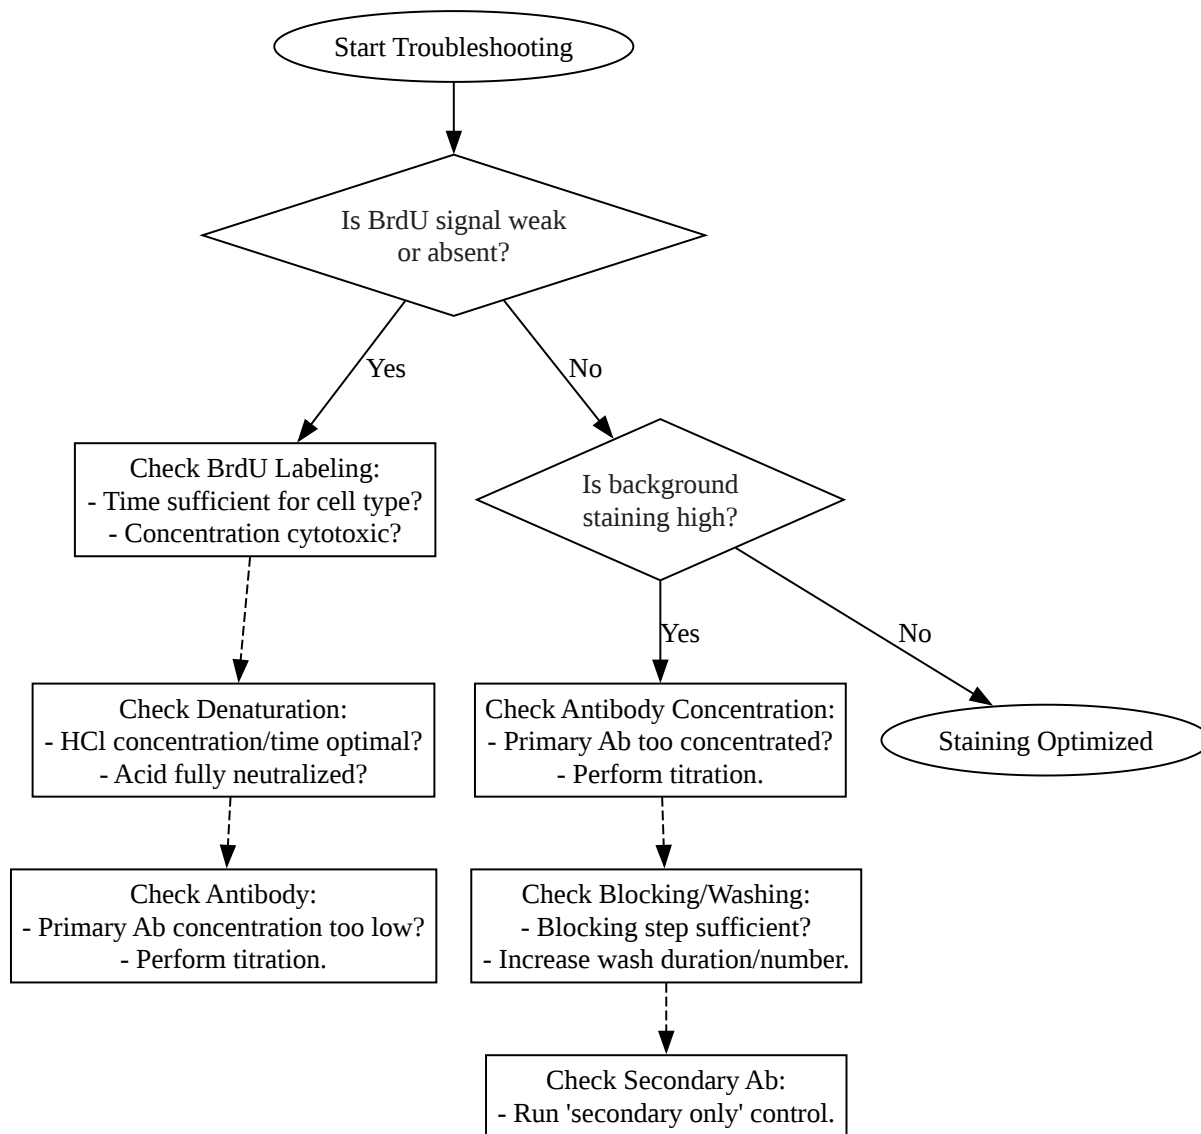 Start Troubleshooting
Is BrdU signal weak
or absent?
Yes
No
Check BrdU Labeling:
- Time sufficient for cell type?
- Concentration cytotoxic?
Is background
staining high?
Yes
No
Check Denaturation:
- HCl concentration/time optimal?
- Acid fully neutralized?
Check Antibody Concentration:
- Primary Ab too concentrated?
- Perform titration.
Staining Optimized
Check Antibody:
- Primary Ab concentration too low?
- Perform titration.
Check Blocking/Washing:
- Blocking step sufficient?
- Increase wash duration/number.
Check Secondary Ab:
- Run 'secondary only' control.